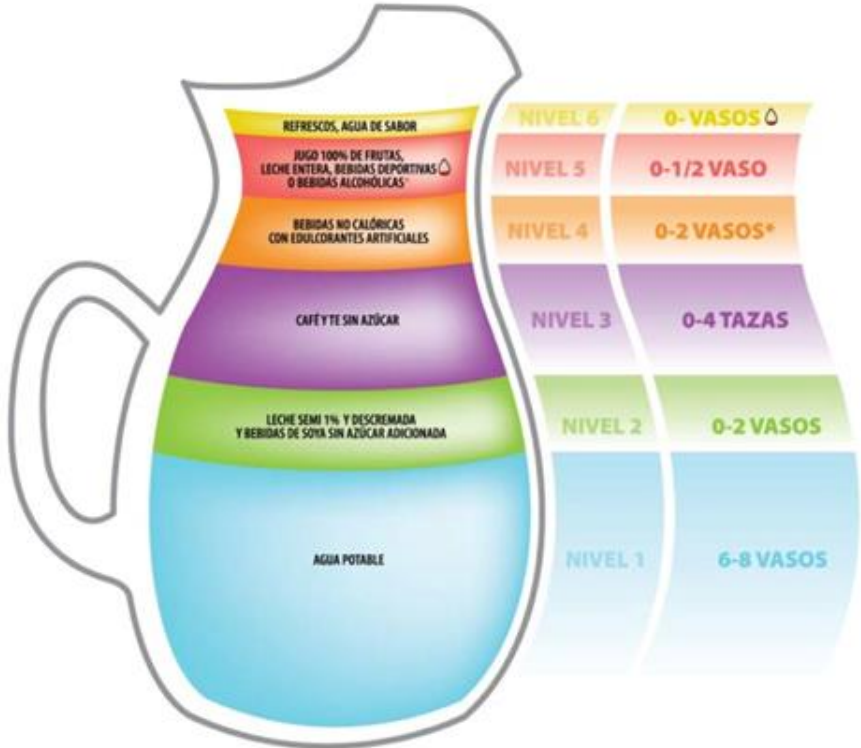 REFRESCOS, AGUA DE SABOR
NIVEL 6
0- VASOS
JUGO 100% DE FRUTAS,
LECHE ENTERA, BEBIDAS DEPORTIVAS
O BEBIDAS ALCOHÓLICAS
NIVEL 5
0-1/2 VASO
BEBIDAS NO CALÓRICAS
CON EDULCORANTES ARTIFICIALES
NIVEL 4
0-2 VASOS*
CAFÉ Y TE SIN AZÚCAR
NIVEL 3
0-4 TAZAS
LECHE SEMI 1% Y DESCREMADA
Y BEBIDAS DE SOYA SIN AZÚCAR ADICIONADA
NIVEL 2
0-2 VASOS
AGUA POTABLE
NIVEL 1
6-8 VASOS